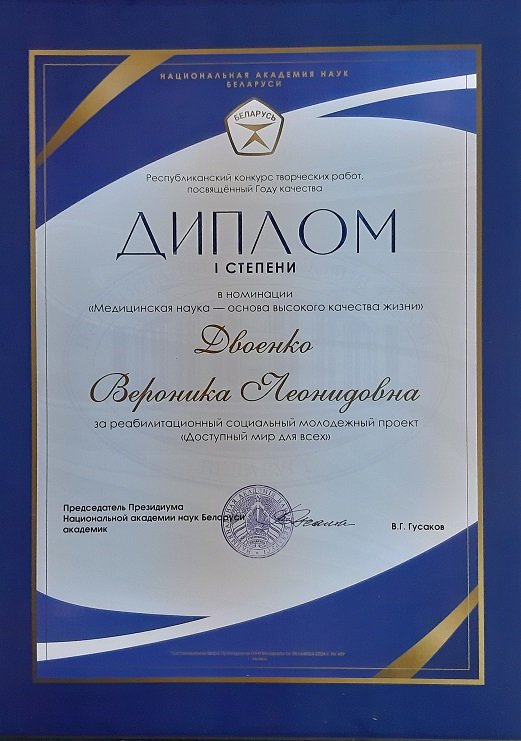 НАЦИОНАЛЬНАЯ АКАДЕМИЯ НАУК
БЕЛАРУСИ
БЕЛАРУСЬ
Республиканский конкурс творческих работ,
посвящённый Году качества
ДИПЛОМ
I СТЕПЕНИ
в номинации
«Медицинская наука — основа высокого качества жизни»
Двоенко
Вероника Леонидовна
за реабилитационный социальный молодежный проект
«Доступный мир для всех»
Председатель Президиума
Национальной академии наук Беларуси
академик
В.Г. Гусаков